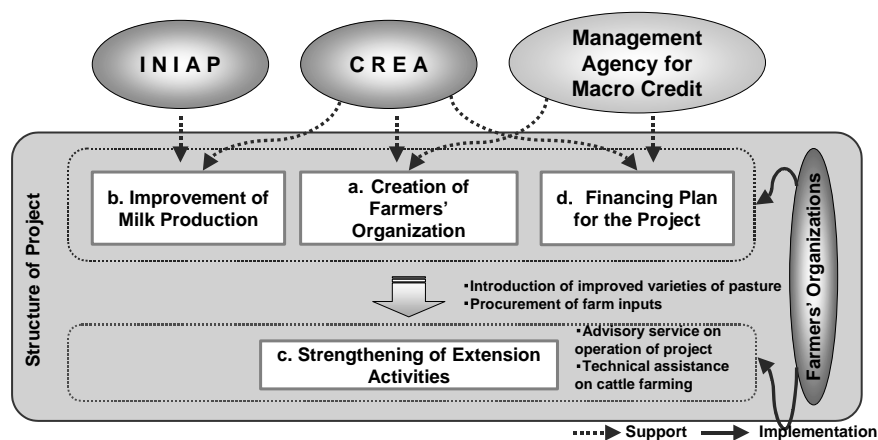 I N I A P
C R E A
Management
Agency for
Macro Credit
Structure of Project
b. Improvement of
Milk Production
a. Creation of
Farmers'
Organization
d. Financing Plan
for the Project
Farmers' Organizations
▪Introduction of improved varieties of pasture
▪Procurement of farm inputs
c. Strengthening of Extension
Activities
▪Advisory service on
operation of project
▪Technical assistance
on cattle farming
Support
Implementation